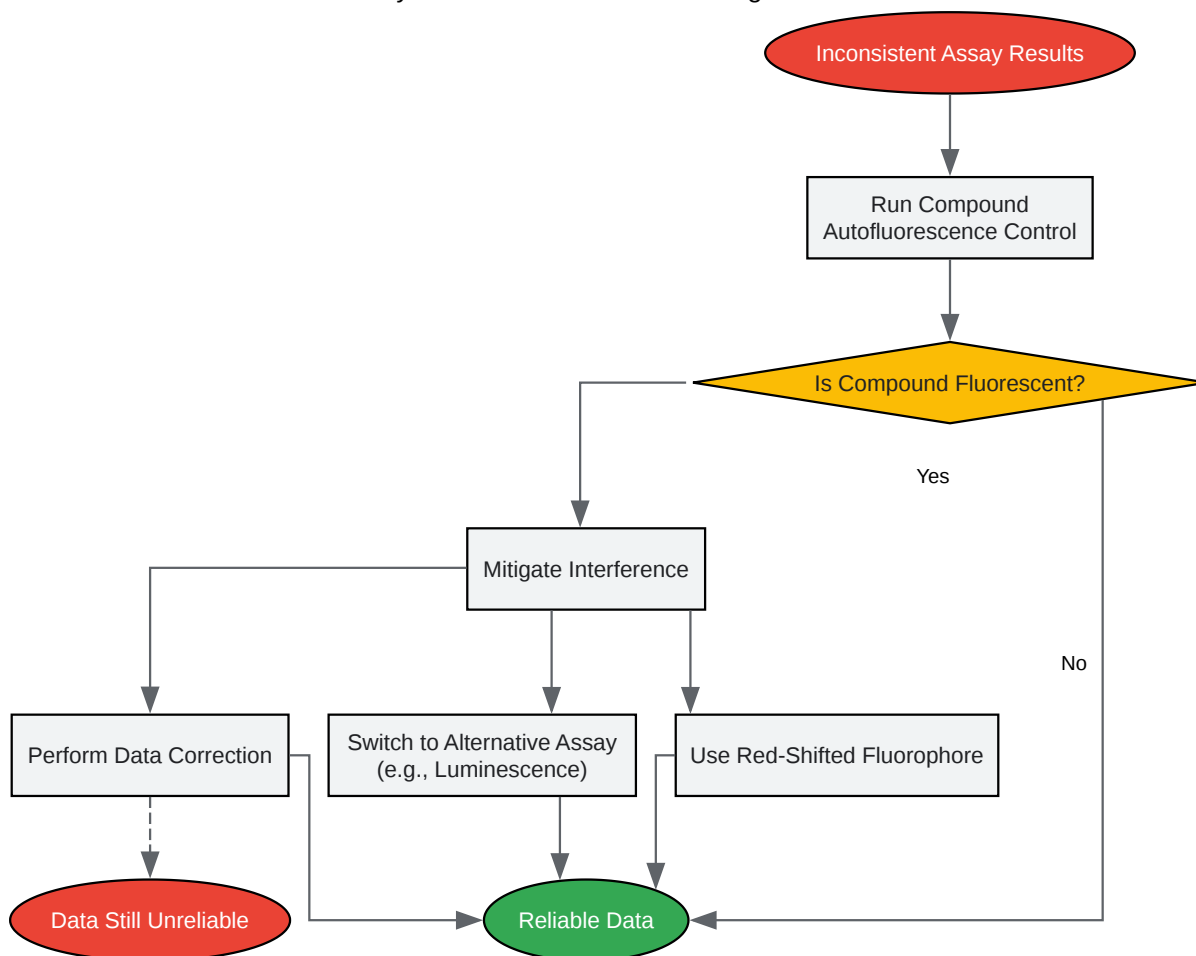 Inconsistent Assay Results
Run Compound
Autofluorescence Control
Is Compound Fluorescent?
Yes
Mitigate Interference
No
Perform Data Correction
Switch to Alternative Assay
(e.g., Luminescence)
Use Red-Shifted Fluorophore
Data Still Unreliable
Reliable Data